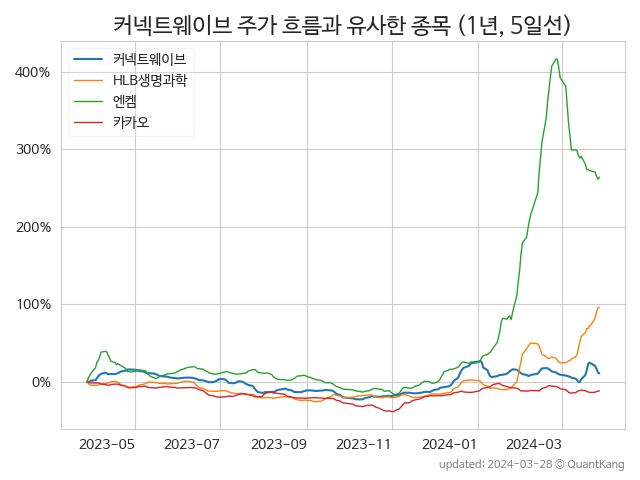 커넥트웨이브 주가 흐름과 유사한 종목 (1년, 5일선)
커넥트웨이브
HLB생명과학
엔켐
카카오
400%
300%
200%
100%
0%
2023-05 2023-07 2023-09 2023-11 2024-01 2024-03
updated: 2024-03-28 © QuantKang